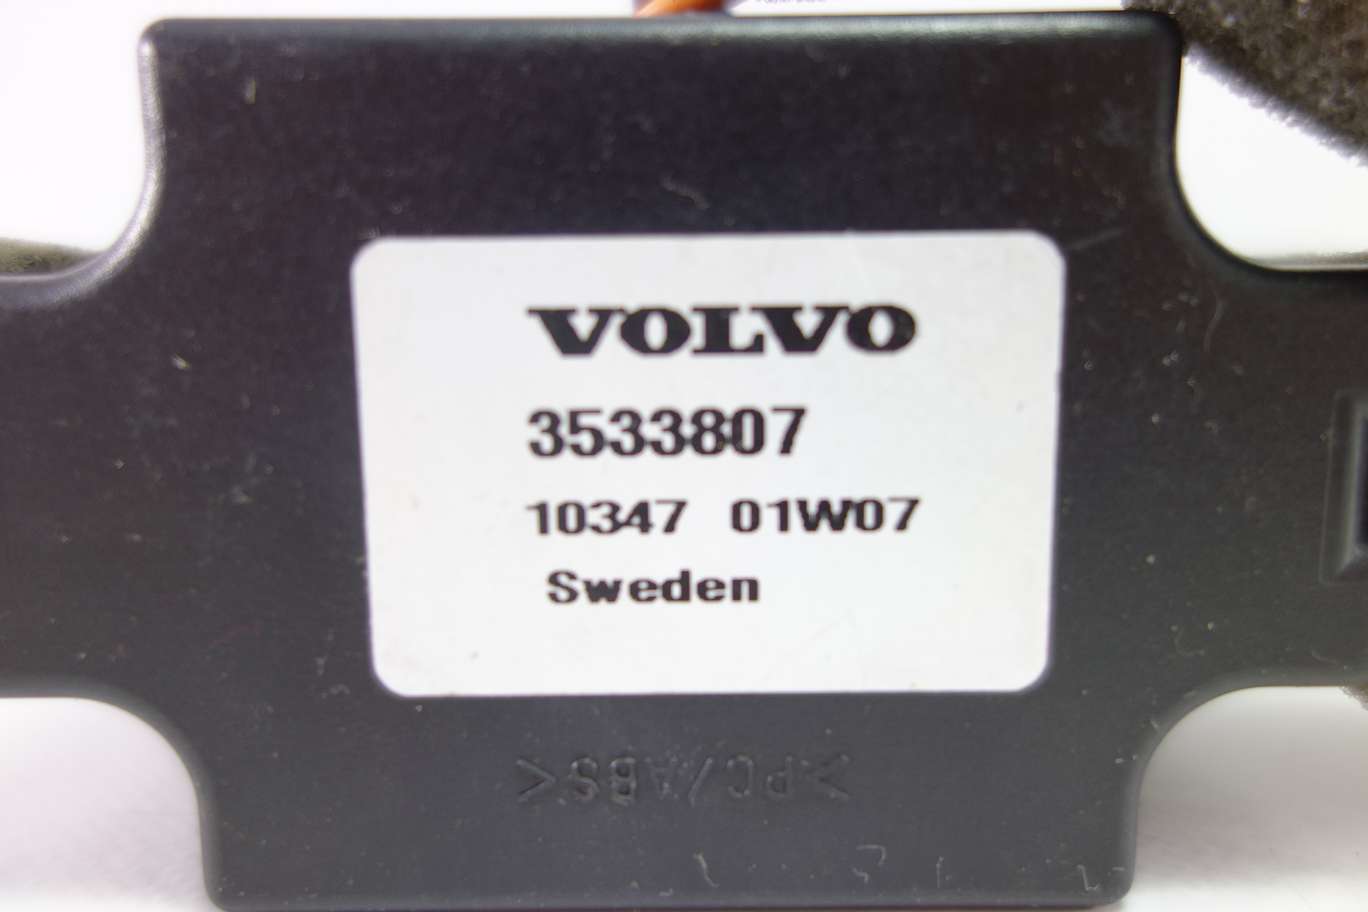 VOLVO
3533807
10347 01W07
Sweden
>PC/ABS<